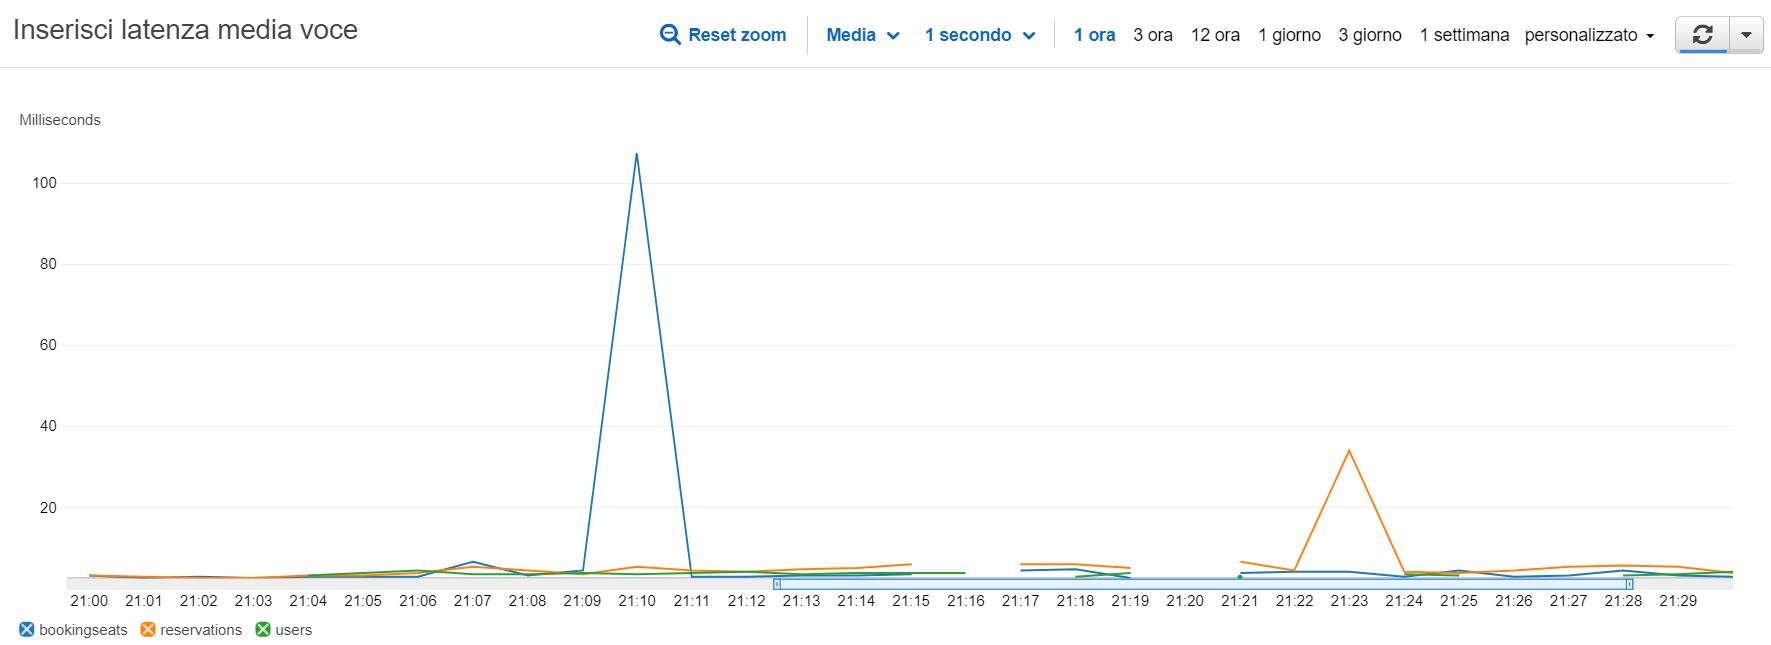 Inserisci latenza media voce
Reset zoom Media 1 secondo 1 ora 3 ora 12 ora 1 giorno 3 giorno 1 settimana personalizzato
Milliseconds
100
80
60
40
20
21:00 21:01 21:02 21:03 21:04 21:05 21:06 21:07 21:08 21:09 21:10 21:11 21:12 21:13 21:14 21:15 21:16 21:17 21:18 21:19 21:20 21:21 21:22 21:23 21:24 21:25 21:26 21:27 21:28 21:29
bookingseats reservations users